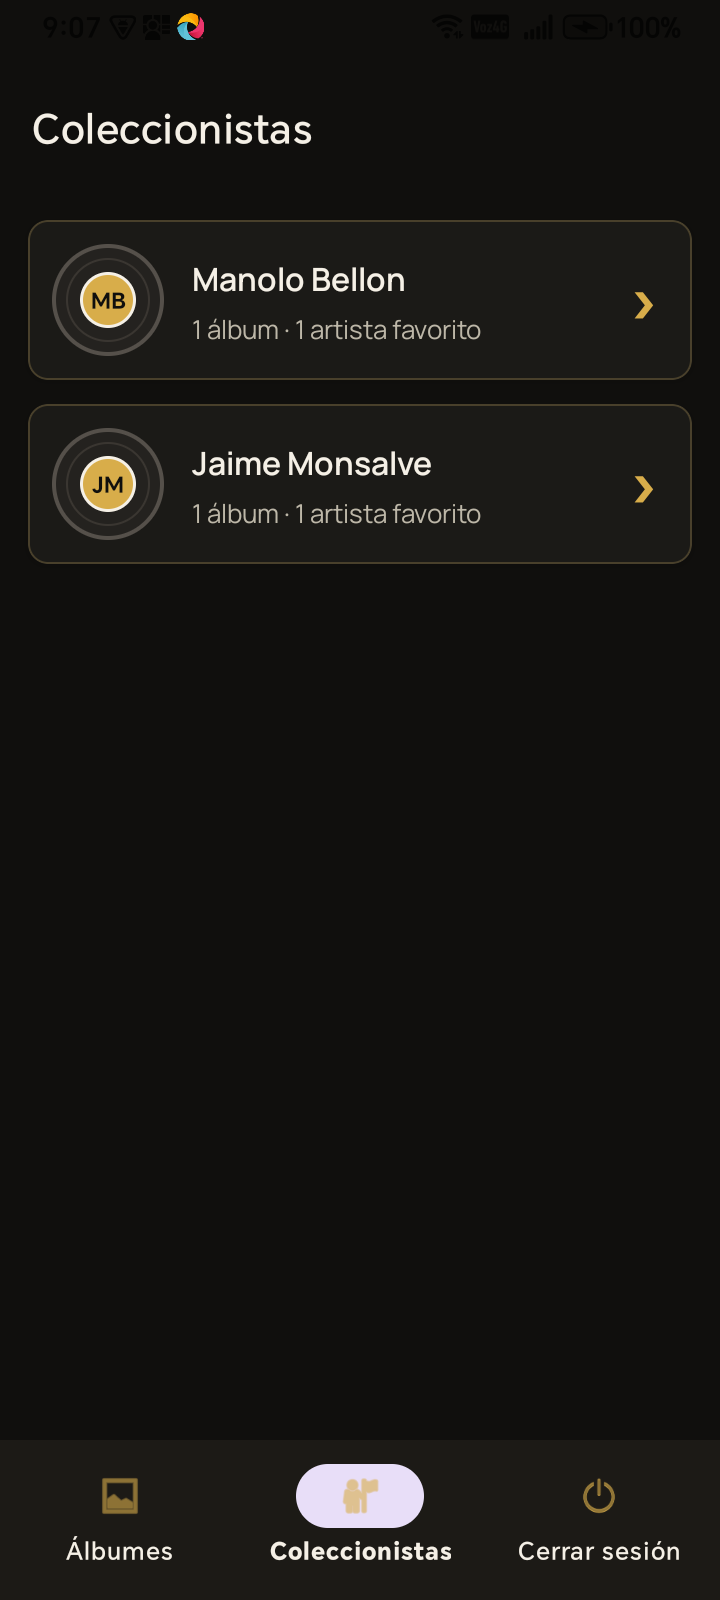 9:07 Voz4G 100%
Coleccionistas
MB
Manolo Bellon
1 álbum · 1 artista favorito
JM
Jaime Monsalve
1 álbum · 1 artista favorito
Álbumes Coleccionistas Cerrar sesión